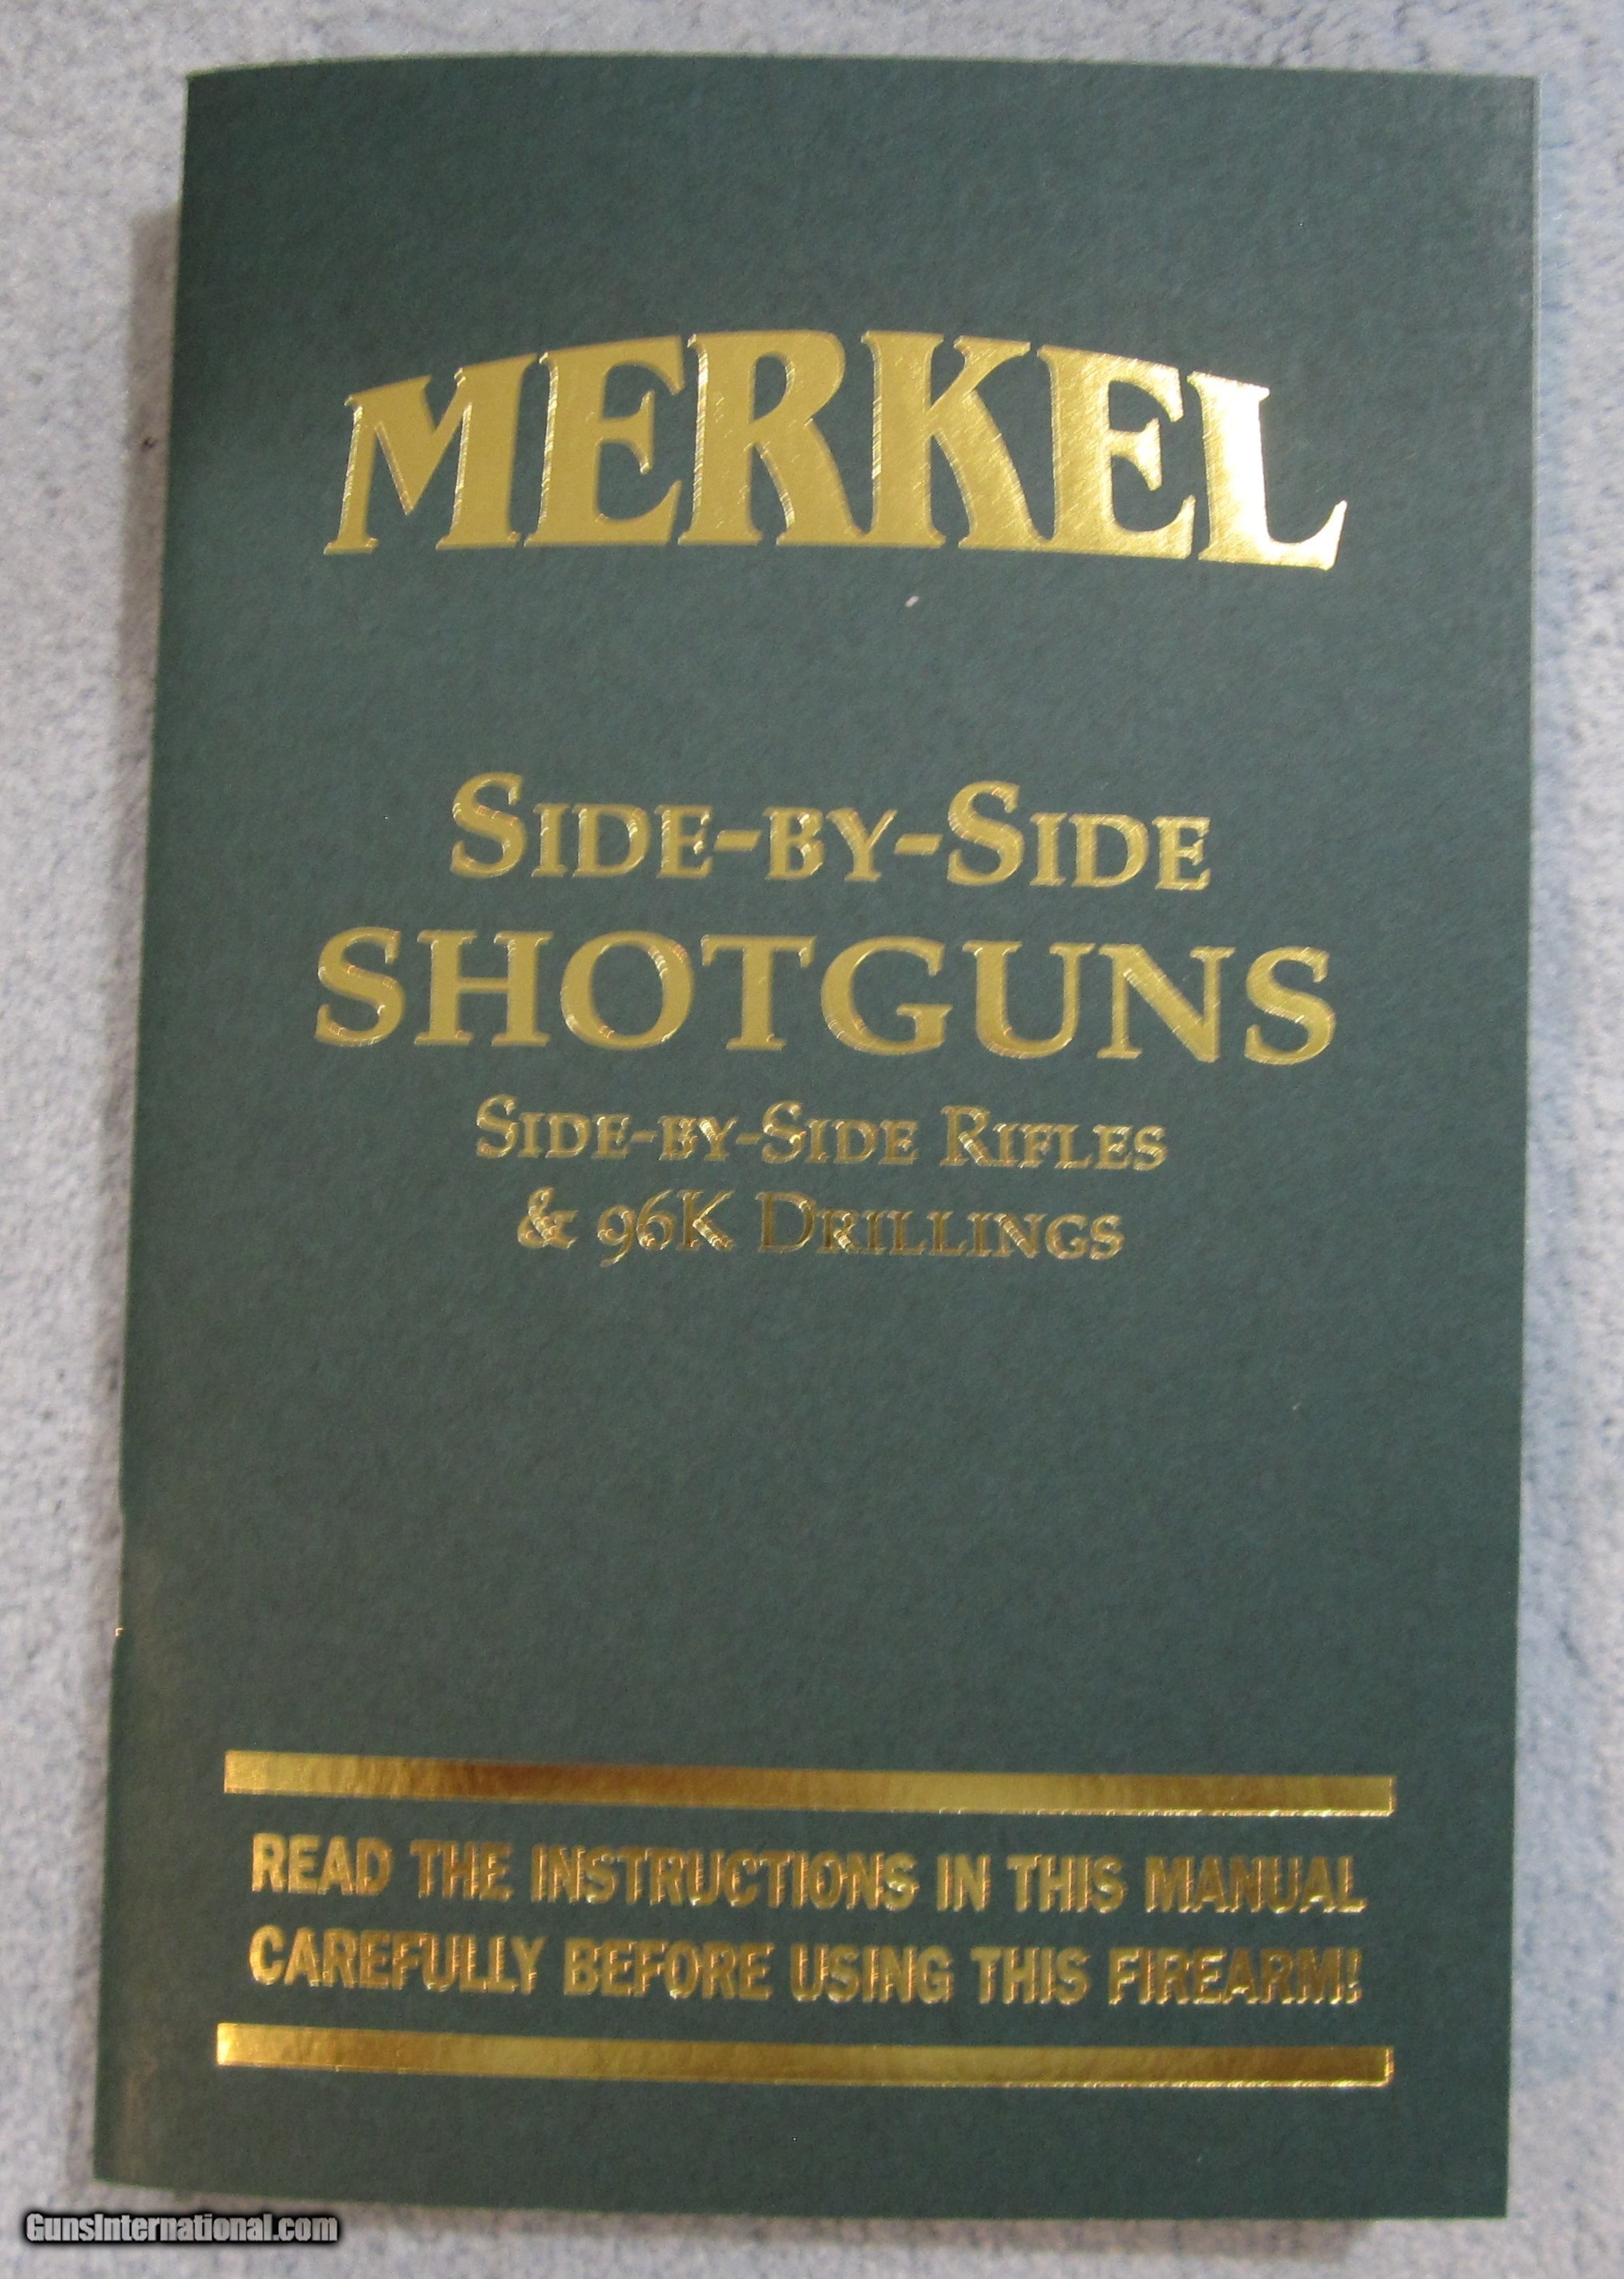 MERKEL
SIDE-BY-SIDE
SHOTGUNS
SIDE-BY-SIDE RIFLES
& 96K DRILLINGS
READ THE INSTRUCTIONS IN THIS MANUAL
CAREFULLY BEFORE USING THIS FIREARM!
GunsInternational.com